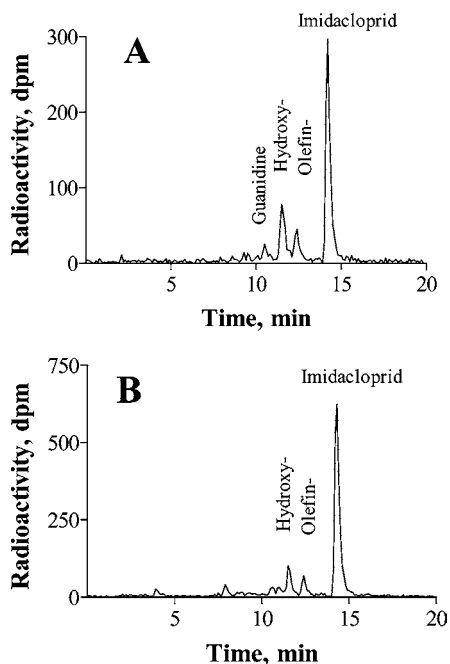 A
Imidacloprid
Guanidine
Hydroxy-
Olefin-
Radioactivity, dpm
300
200
100
0
5
10
15
20
Time, min
B
Imidacloprid
Hydroxy-
Olefin-
Radioactivity, dpm
750
500
250
0
5
10
15
20
Time, min